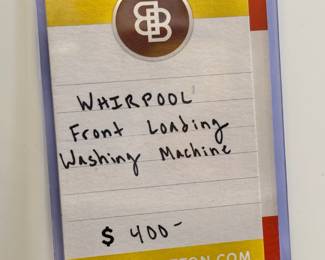 WHIRPOOL
Front Loading
Washing Machine
$ 400-